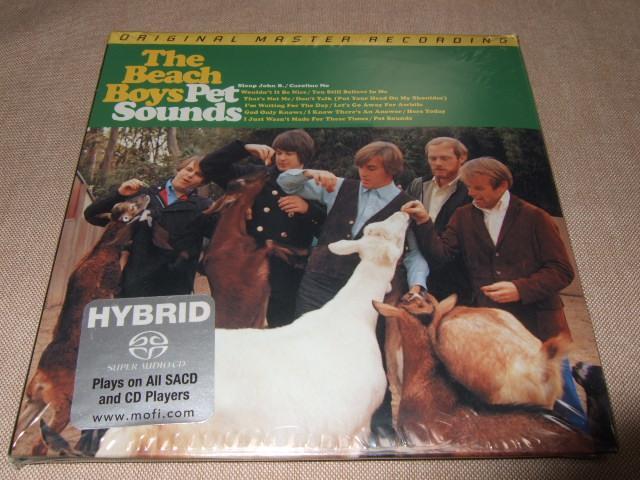 ORIGINAL MASTER RECORDING
The
Beach
Boys Pet
Sounds
Sloop John B. / Caroline No
Wouldn't It Be Nice / You Still Believe In Me
That's Not Me / Don't Talk (Put Your Head On My Shoulder)
I'm Waiting For The Day / Let's Go Away For Awhile
God Only Knows / I Know There's An Answer / Here Today
I Just Wasn't Made For These Times / Pet Sounds
HYBRID
SUPER AUDIO CD
Plays on All SACD
and CD Players
www.mofi.com